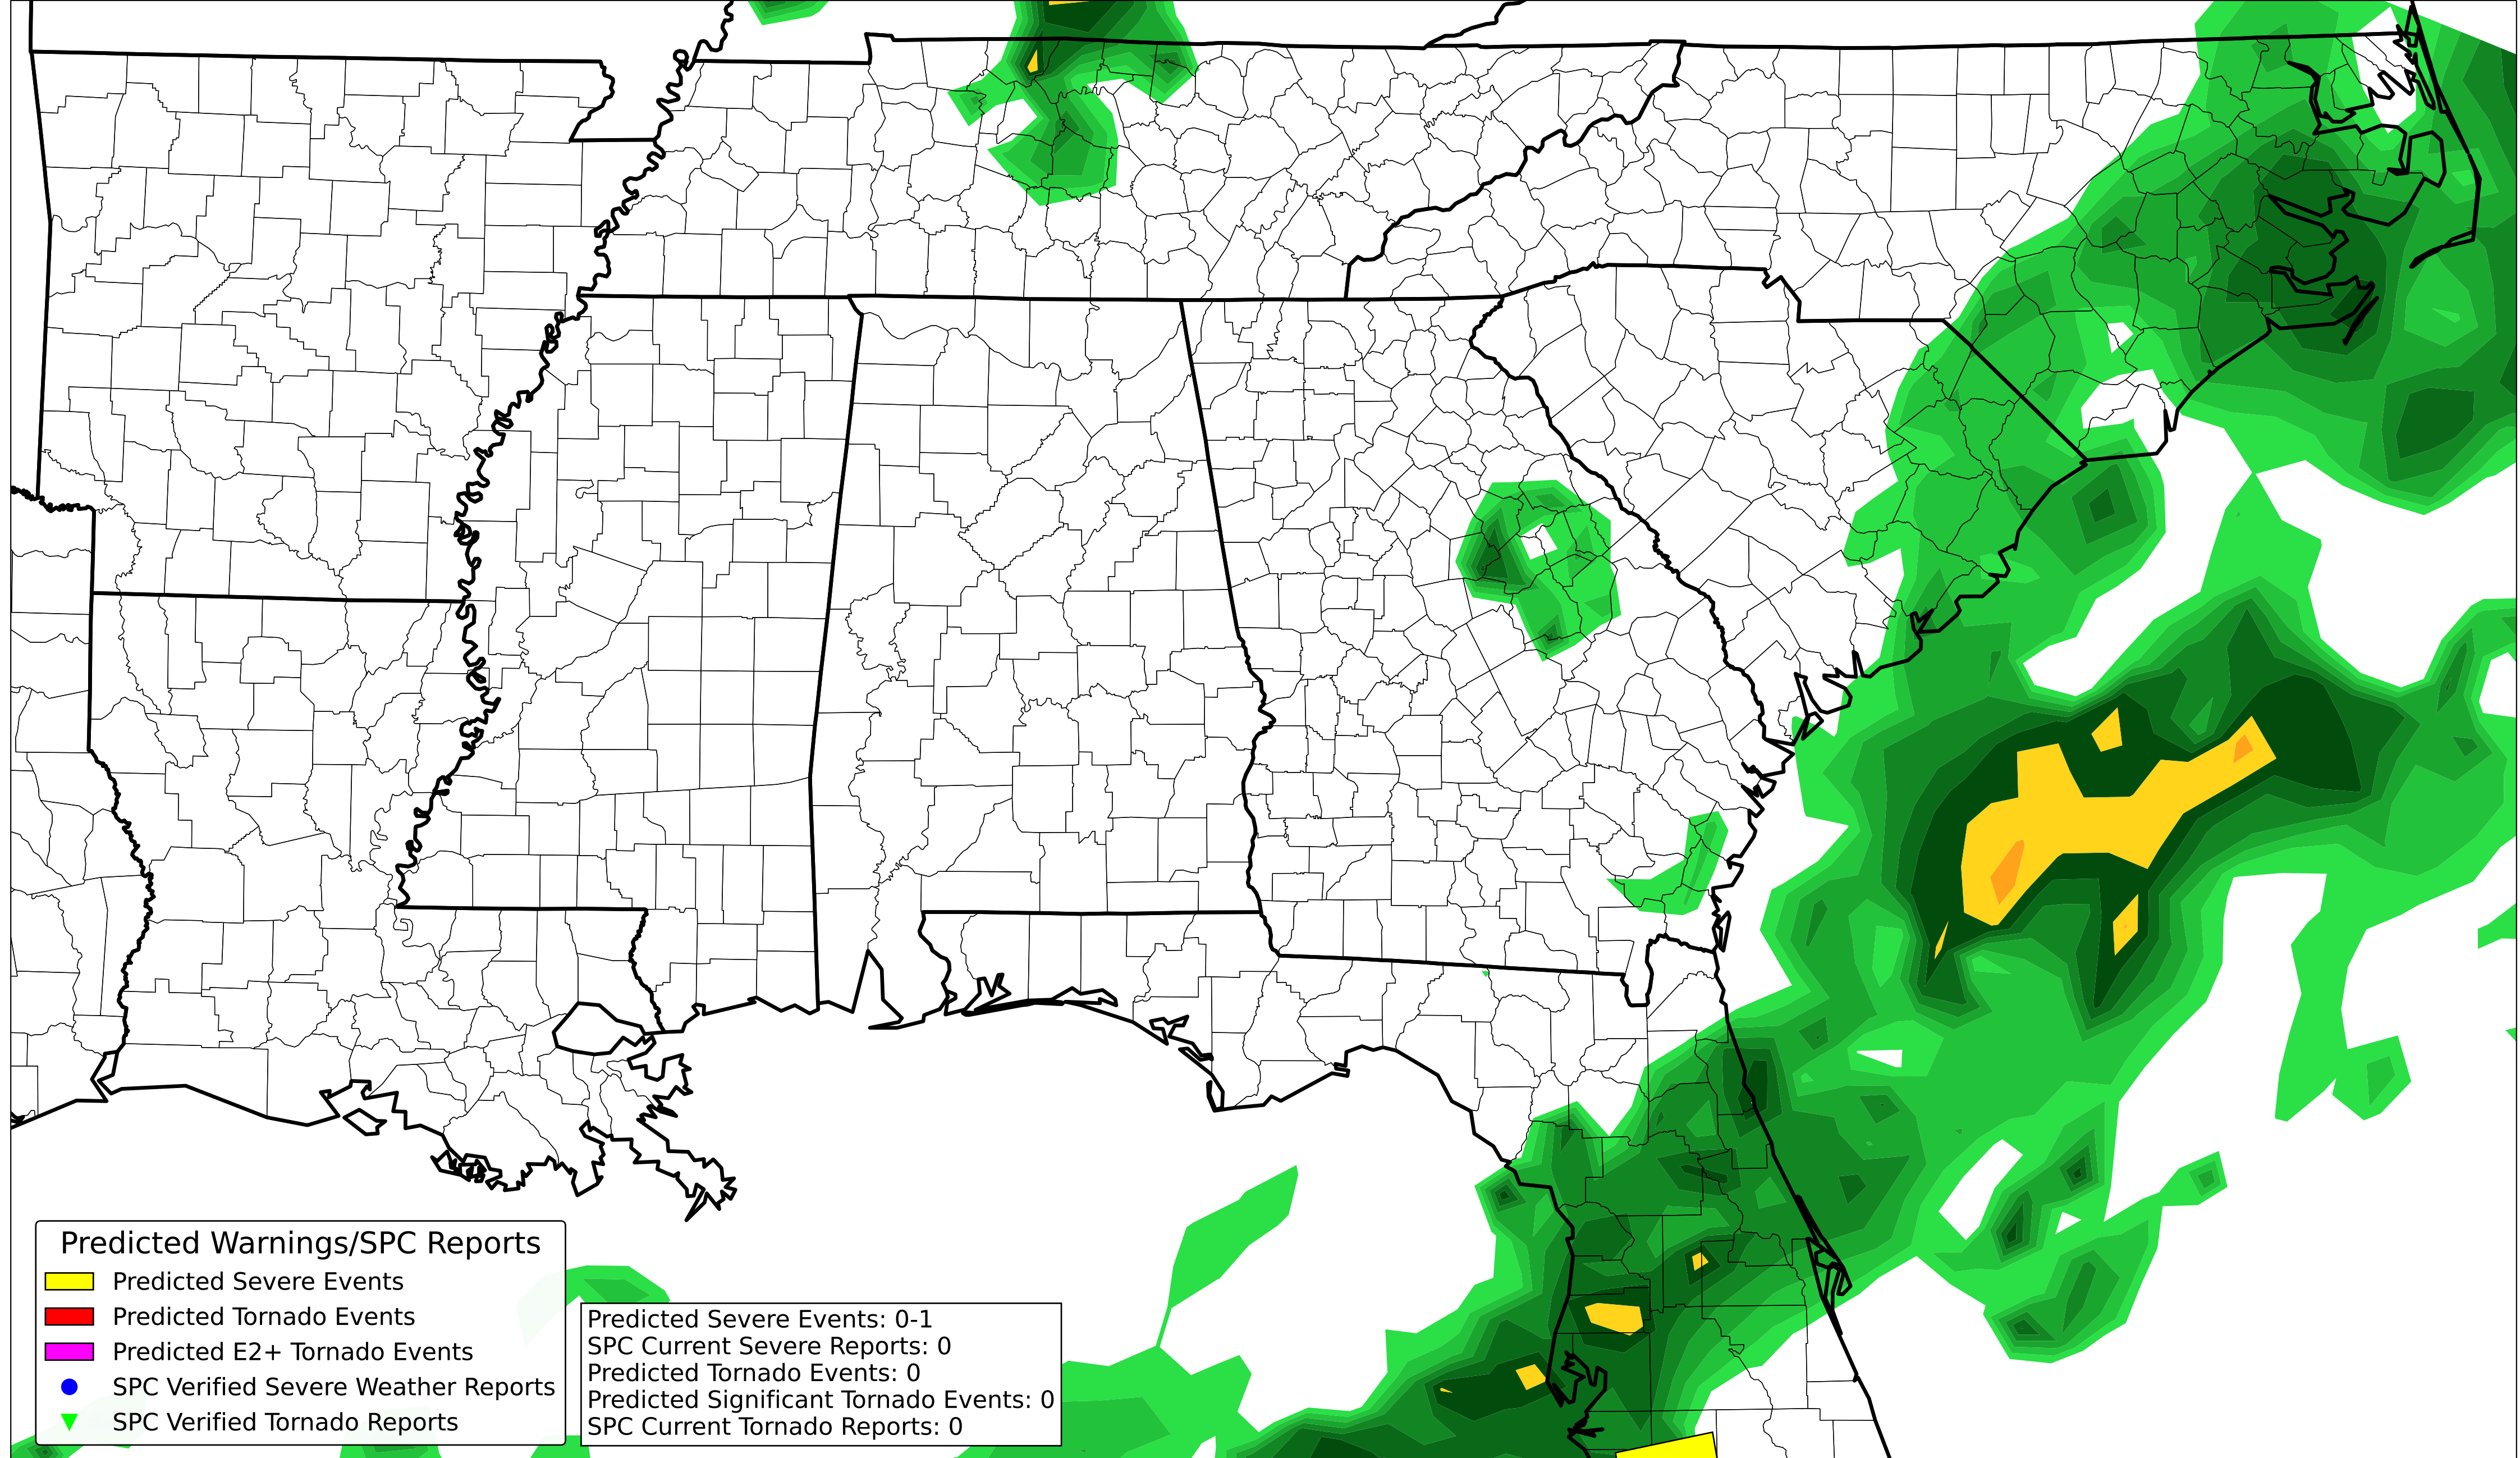 Predicted Warnings/SPC Reports
Predicted Severe Events
Predicted Tornado Events
Predicted E2+ Tornado Events
SPC Verified Severe Weather Reports
SPC Verified Tornado Reports
Predicted Severe Events: 0-1
SPC Current Severe Reports: 0
Predicted Tornado Events: 0
Predicted Significant Tornado Events: 0
SPC Current Tornado Reports: 0